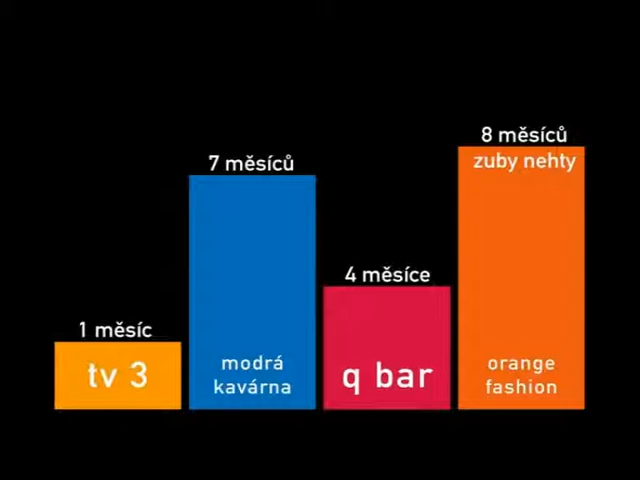 8 měsíců
zuby nehty
7 měsíců
4 měsíce
1 měsíc
tv 3
modrá
kavárna
q bar
orange
fashion